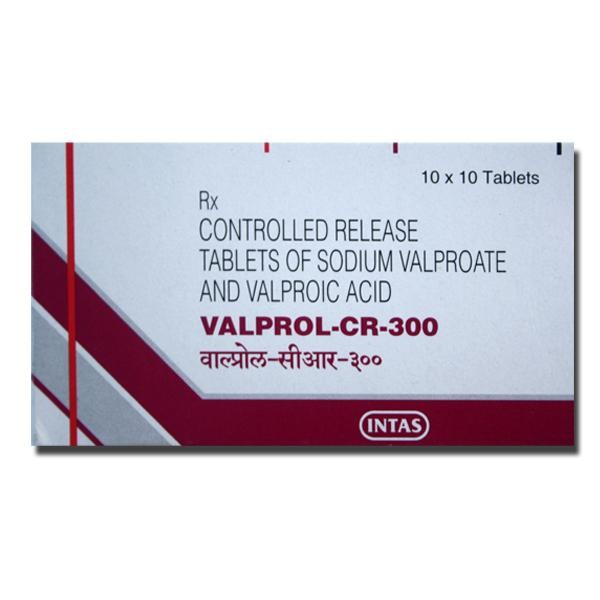 10 x 10 Tablets
Rx
CONTROLLED RELEASE
TABLETS OF SODIUM VALPROATE
AND VALPROIC ACID
VALPROL-CR-300
वाल्प्रोल-सीआर-३००
INTAS